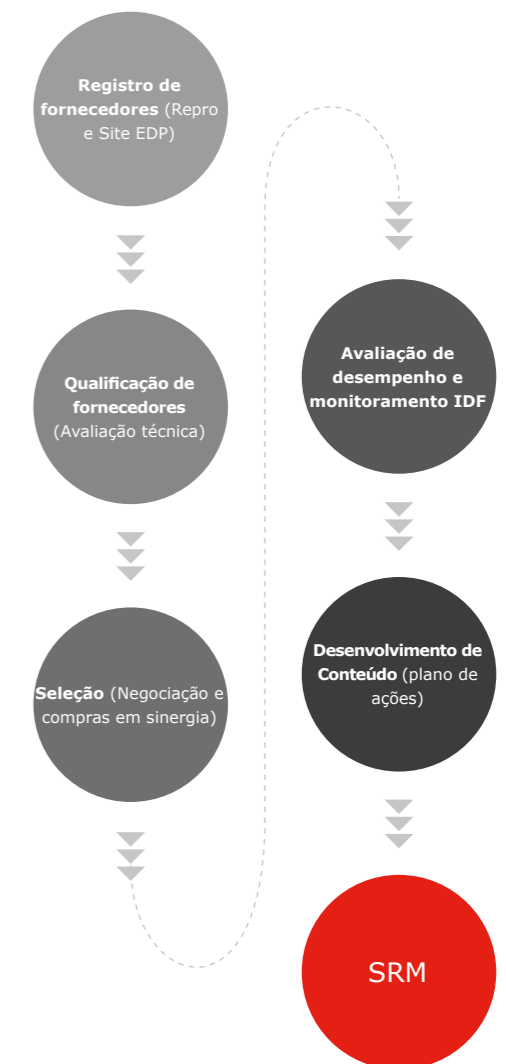 Registro de
fornecedores (Repro
e Site EDP)
Qualificação de
fornecedores
(Avaliação técnica)
Seleção (Negociação e
compras em sinergia)
Avaliação de
desempenho e
monitoramento IDF
Desenvolvimento de
Conteúdo (plano de
ações)
SRM